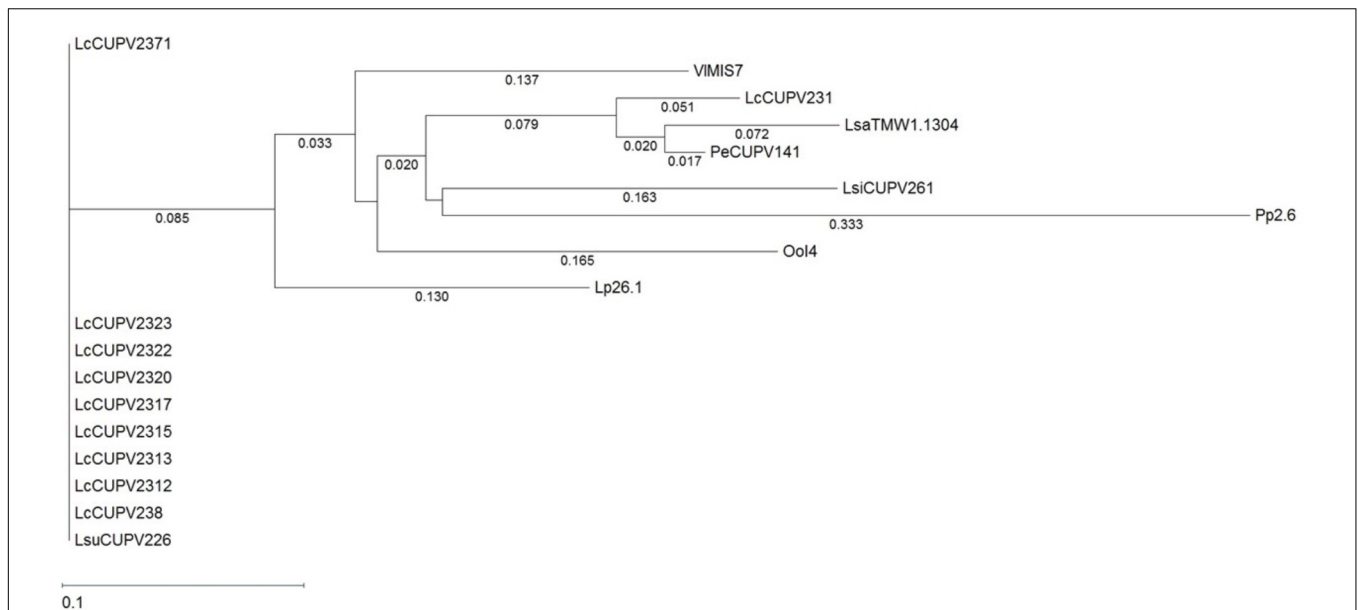 LcCUPV2371
VlMIS7
0.137
LcCUPV231
0.051
0.079
LsaTMW1.1304
0.072
0.033
0.020
PeCUPV141
0.017
0.020
LsiCUPV261
0.163
Pp2.6
0.333
0.085
OoI4
0.165
Lp26.1
0.130
LcCUPV2323
LcCUPV2322
LcCUPV2320
LcCUPV2317
LcCUPV2315
LcCUPV2313
LcCUPV2312
LcCUPV238
LsuCUPV226
0.1